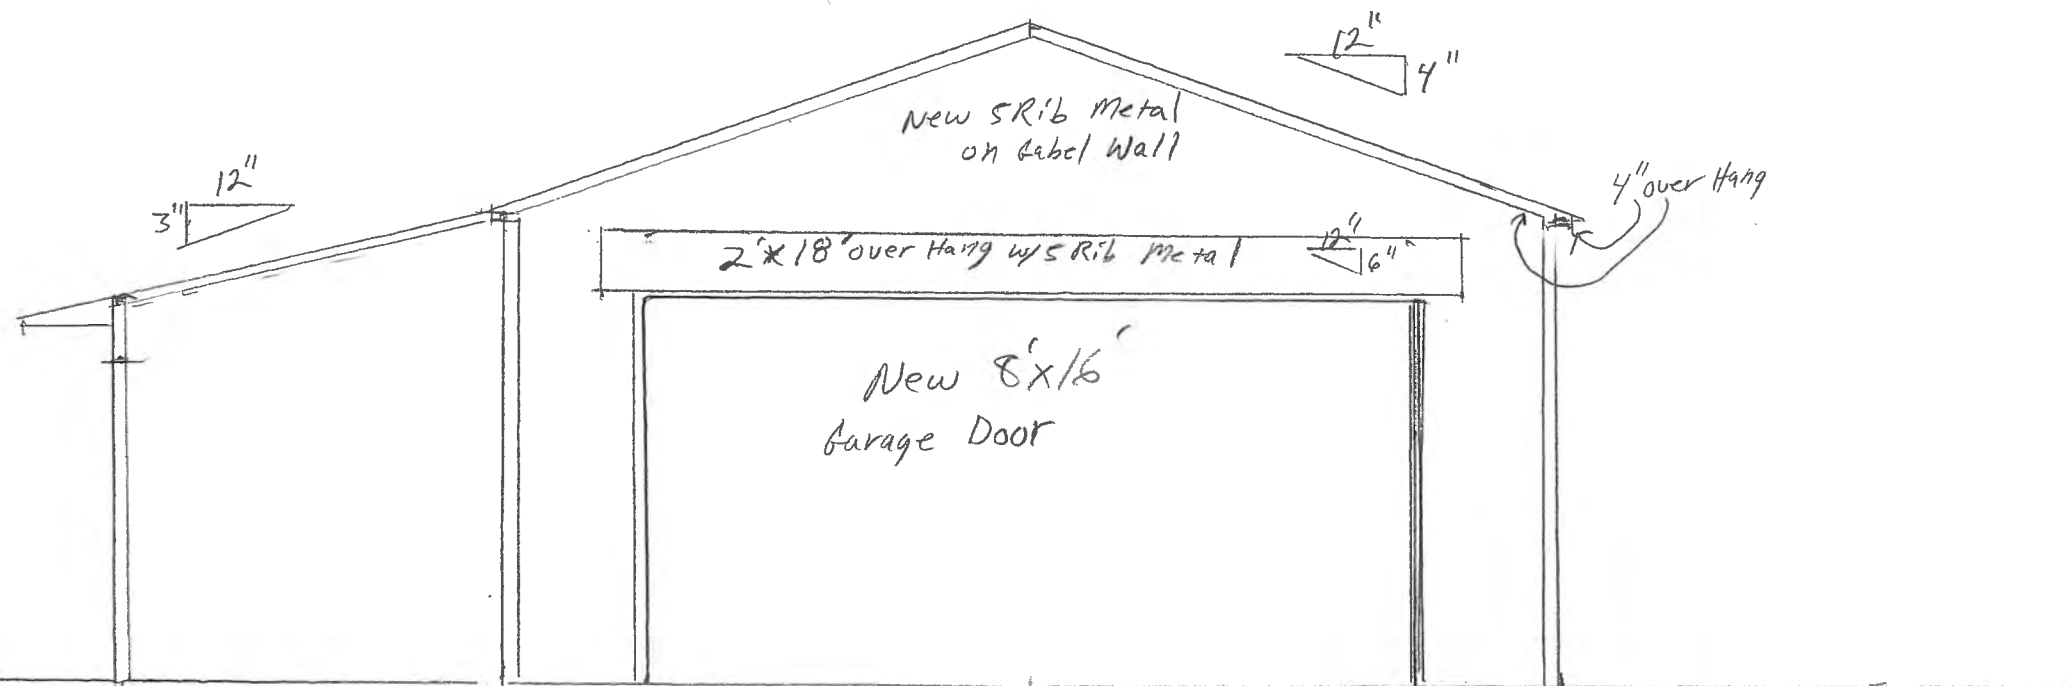 12"
4"
New 5Rib Metal
on Gabel Wall
12"
3"
4" over Hang
2'x18' over Hang w/5 Rib Metal
12"
6"
New 8'x16'
Garage Door